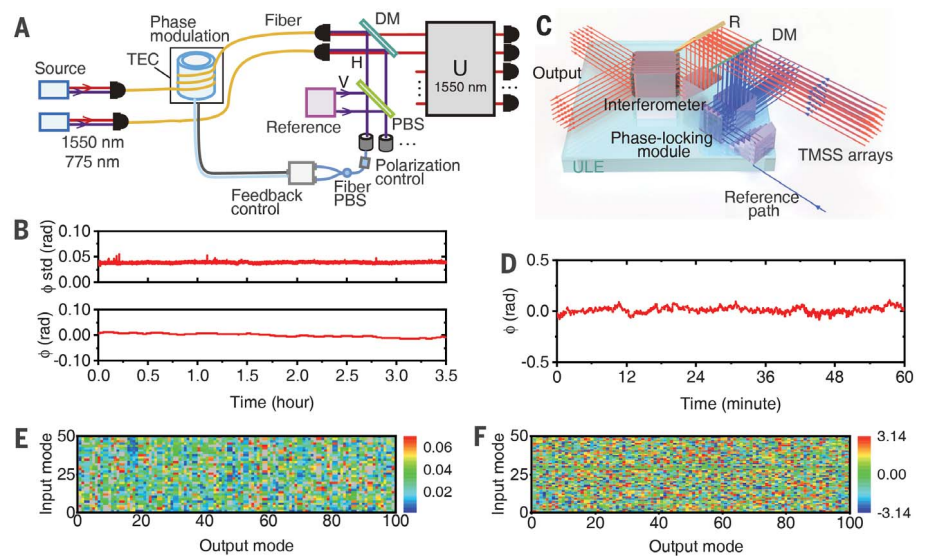 A
Phase
modulation
TEC
Source
1550 nm
775 nm
Fiber
DM
H
V
Reference
PBS
U
1550 nm
...
Polarization
control
Fiber
PBS
Feedback
control
C
R
DM
Output
Interferometer
Phase-locking
module
ULE
TMSS arrays
Reference
path
B
ϕ std (rad)
0.10
0.05
0.00
ϕ (rad)
0.10
0.00
-0.10
0.0 0.5 1.0 1.5 2.0 2.5 3.0 3.5
Time (hour)
D
ϕ (rad)
0.5
0.0
-0.5
0 12 24 36 48 60
Time (minute)
E
Input mode
50
25
0
0 20 40 60 80 100
Output mode
0.06
0.04
0.02
F
Input mode
50
25
0
0 20 40 60 80 100
Output mode
3.14
0.00
-3.14